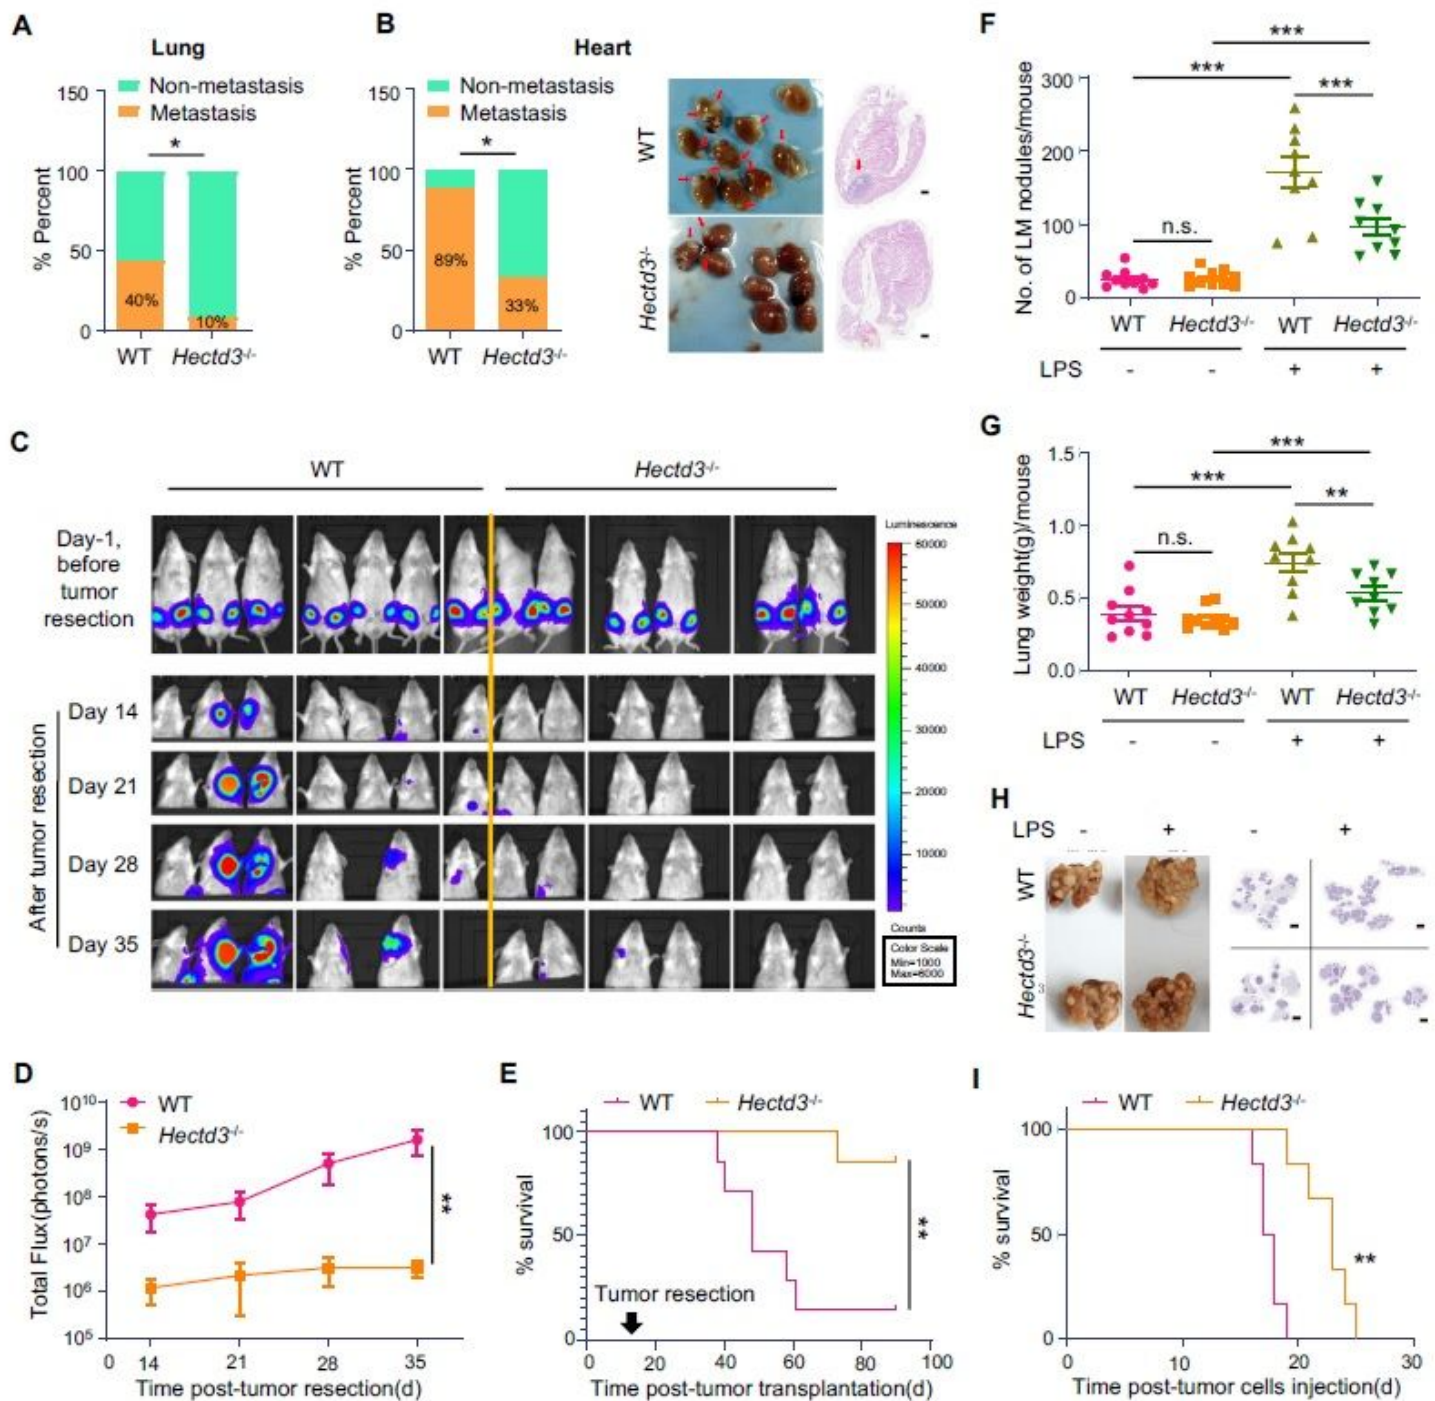 A
Lung
Non-metastasis
Metastasis
% Percent
150
100
50
0
*
40%
10%
WT Hectd3-/-
B
Heart
Non-metastasis
Metastasis
% Percent
150
100
50
0
*
89%
33%
WT Hectd3-/-
WT
Hectd3-/-
C
WT Hectd3-/-
Day-1,
before
tumor
resection
After tumor resection
Day 14
Day 21
Day 28
Day 35
Luminescence
60000
50000
40000
30000
20000
10000
Counts
Color Scale
Min=1000
Max=6000
D
WT
Hectd3-/-
Total Flux(photons/s)
10^10
10^9
10^8
10^7
10^6
10^5
**
0 14 21 28 35
Time post-tumor resection(d)
E
WT Hectd3-/-
% survival
100
50
0
**
Tumor resection
0 20 40 60 80 100
Time post-tumor transplantation(d)
F
No. of LM nodules/mouse
300
200
100
0
***
*** ***
n.s.
WT Hectd3-/- WT Hectd3-/-
LPS - - + +
G
Lung weight(g)/mouse
1.5
1.0
0.5
0.0
***
*** **
n.s.
WT Hectd3-/- WT Hectd3-/-
LPS - - + +
H
LPS - + - +
WT
Hectd3-/-
3
I
WT Hectd3-/-
% survival
100
50
0
**
0 10 20 30
Time post-tumor cells injection(d)